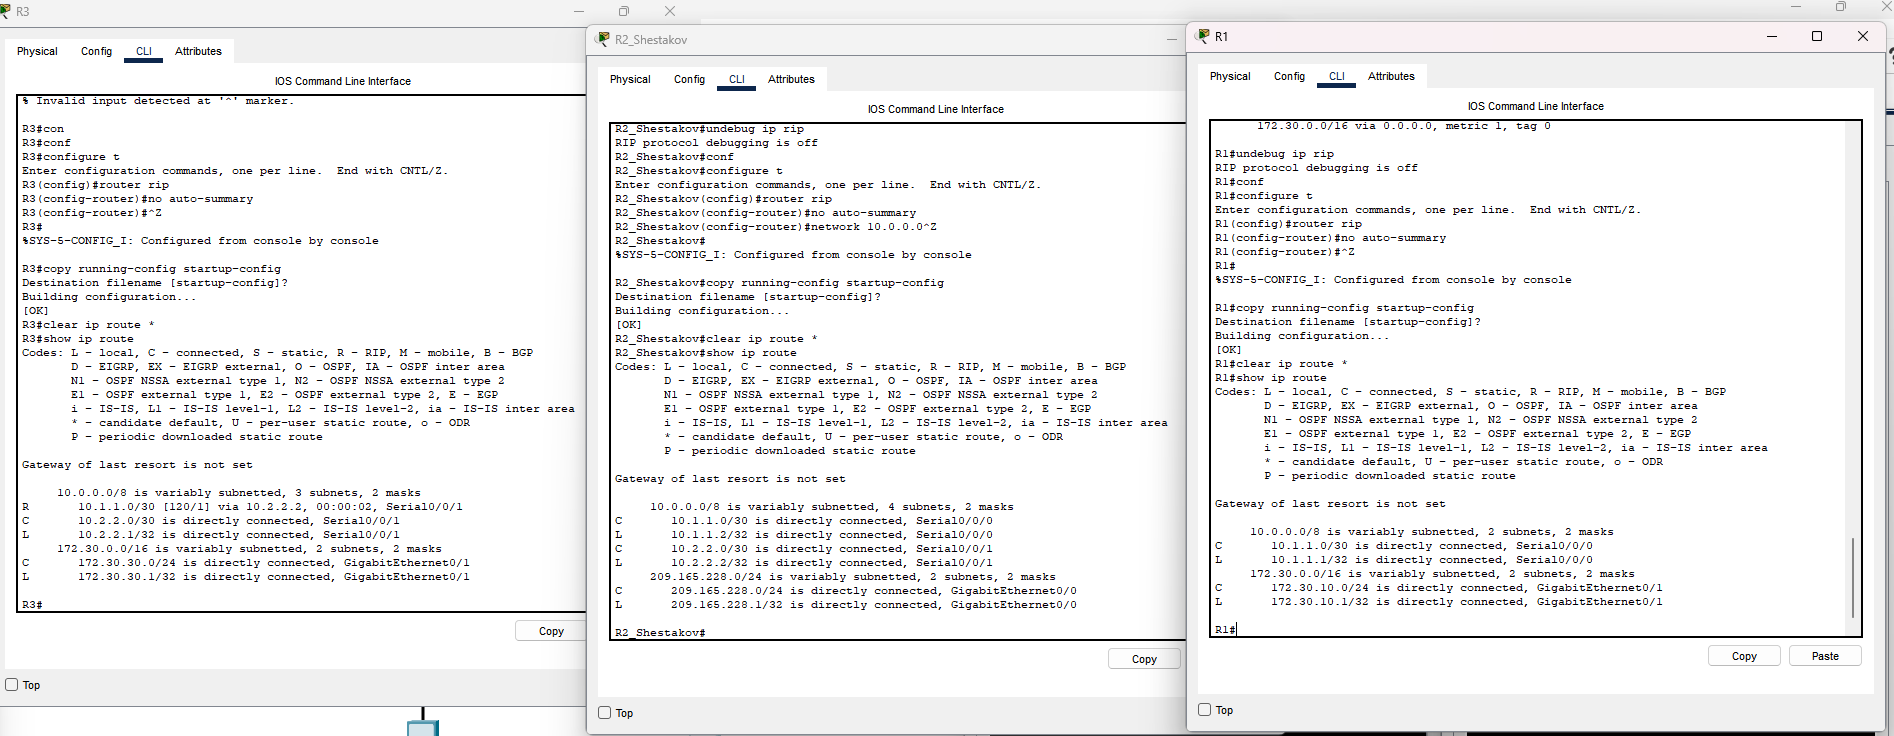 R3
Physical Config CLI Attributes
IOS Command Line Interface
% Invalid input detected at '^' marker.
R3#con
R3#conf
R3#configure t
Enter configuration commands, one per line.  End with CNTL/Z.
R3(config)#router rip
R3(config-router)#no auto-summary
R3(config-router)#^Z
R3#
%SYS-5-CONFIG_I: Configured from console by console
R3#copy running-config startup-config
Destination filename [startup-config]?
Building configuration...
[OK]
R3#clear ip route *
R3#show ip route
Codes: L - local, C - connected, S - static, R - RIP, M - mobile, B - BGP
D - EIGRP, EX - EIGRP external, O - OSPF, IA - OSPF inter area
N1 - OSPF NSSA external type 1, N2 - OSPF NSSA external type 2
E1 - OSPF external type 1, E2 - OSPF external type 2, E - EGP
i - IS-IS, L1 - IS-IS level-1, L2 - IS-IS level-2, ia - IS-IS inter area
* - candidate default, U - per-user static route, o - ODR
P - periodic downloaded static route
Gateway of last resort is not set
10.0.0.0/8 is variably subnetted, 3 subnets, 2 masks
R 10.1.1.0/30 [120/1] via 10.2.2.2, 00:00:02, Serial0/0/1
C 10.2.2.0/30 is directly connected, Serial0/0/1
L 10.2.2.1/32 is directly connected, Serial0/0/1
172.30.0.0/16 is variably subnetted, 2 subnets, 2 masks
C 172.30.30.0/24 is directly connected, GigabitEthernet0/1
L 172.30.30.1/32 is directly connected, GigabitEthernet0/1
R3#
Copy
Top
R2_Shestakov
Physical Config CLI Attributes
IOS Command Line Interface
R2_Shestakov#undebug ip rip
RIP protocol debugging is off
R2_Shestakov#conf
R2_Shestakov#configure t
Enter configuration commands, one per line.  End with CNTL/Z.
R2_Shestakov(config)#router rip
R2_Shestakov(config-router)#no auto-summary
R2_Shestakov(config-router)#network 10.0.0.0^Z
R2_Shestakov#
%SYS-5-CONFIG_I: Configured from console by console
R2_Shestakov#copy running-config startup-config
Destination filename [startup-config]?
Building configuration...
[OK]
R2_Shestakov#clear ip route *
R2_Shestakov#show ip route
Codes: L - local, C - connected, S - static, R - RIP, M - mobile, B - BGP
D - EIGRP, EX - EIGRP external, O - OSPF, IA - OSPF inter area
N1 - OSPF NSSA external type 1, N2 - OSPF NSSA external type 2
E1 - OSPF external type 1, E2 - OSPF external type 2, E - EGP
i - IS-IS, L1 - IS-IS level-1, L2 - IS-IS level-2, ia - IS-IS inter area
* - candidate default, U - per-user static route, o - ODR
P - periodic downloaded static route
Gateway of last resort is not set
10.0.0.0/8 is variably subnetted, 4 subnets, 2 masks
C 10.1.1.0/30 is directly connected, Serial0/0/0
L 10.1.1.2/32 is directly connected, Serial0/0/0
C 10.2.2.0/30 is directly connected, Serial0/0/1
L 10.2.2.2/32 is directly connected, Serial0/0/1
209.165.228.0/24 is variably subnetted, 2 subnets, 2 masks
C 209.165.228.0/24 is directly connected, GigabitEthernet0/0
L 209.165.228.1/32 is directly connected, GigabitEthernet0/0
R2_Shestakov#
Copy
Top
R1
Physical Config CLI Attributes
IOS Command Line Interface
172.30.0.0/16 via 0.0.0.0, metric 1, tag 0
R1#undebug ip rip
RIP protocol debugging is off
R1#conf
R1#configure t
Enter configuration commands, one per line.  End with CNTL/Z.
R1(config)#router rip
R1(config-router)#no auto-summary
R1(config-router)#^Z
R1#
%SYS-5-CONFIG_I: Configured from console by console
R1#copy running-config startup-config
Destination filename [startup-config]?
Building configuration...
[OK]
R1#clear ip route *
R1#show ip route
Codes: L - local, C - connected, S - static, R - RIP, M - mobile, B - BGP
D - EIGRP, EX - EIGRP external, O - OSPF, IA - OSPF inter area
N1 - OSPF NSSA external type 1, N2 - OSPF NSSA external type 2
E1 - OSPF external type 1, E2 - OSPF external type 2, E - EGP
i - IS-IS, L1 - IS-IS level-1, L2 - IS-IS level-2, ia - IS-IS inter area
* - candidate default, U - per-user static route, o - ODR
P - periodic downloaded static route
Gateway of last resort is not set
10.0.0.0/8 is variably subnetted, 2 subnets, 2 masks
C 10.1.1.0/30 is directly connected, Serial0/0/0
L 10.1.1.1/32 is directly connected, Serial0/0/0
172.30.0.0/16 is variably subnetted, 2 subnets, 2 masks
C 172.30.10.0/24 is directly connected, GigabitEthernet0/1
L 172.30.10.1/32 is directly connected, GigabitEthernet0/1
R1#
Copy Paste
Top